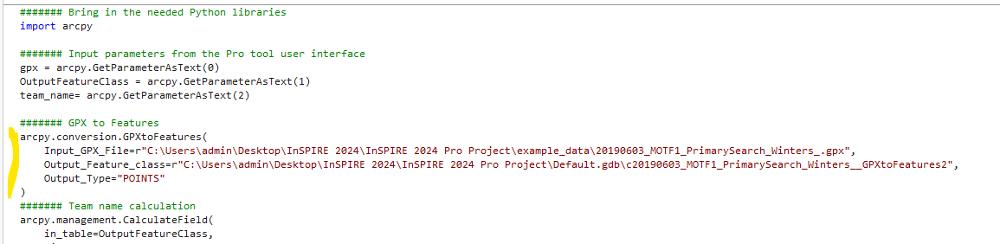 ####### Bring in the needed Python libraries
import arcpy
####### Input parameters from the Pro tool user interface
gpx = arcpy.GetParameterAsText(0)
OutputFeatureClass = arcpy.GetParameterAsText(1)
team_name= arcpy.GetParameterAsText(2)
####### GPX to Features
arcpy.conversion.GPXtoFeatures(
    Input_GPX_File=r"C:\Users\admin\Desktop\InSPIRE 2024\InSPIRE 2024 Pro Project\example_data\20190603_MOTF1_PrimarySearch_Winters_.gpx",
    Output_Feature_class=r"C:\Users\admin\Desktop\InSPIRE 2024\InSPIRE 2024 Pro Project\Default.gdb\c20190603_MOTF1_PrimarySearch_Winters__GPXtoFeatures2",
    Output_Type="POINTS"
)
####### Team name calculation
arcpy.management.CalculateField(
    in_table=OutputFeatureClass,